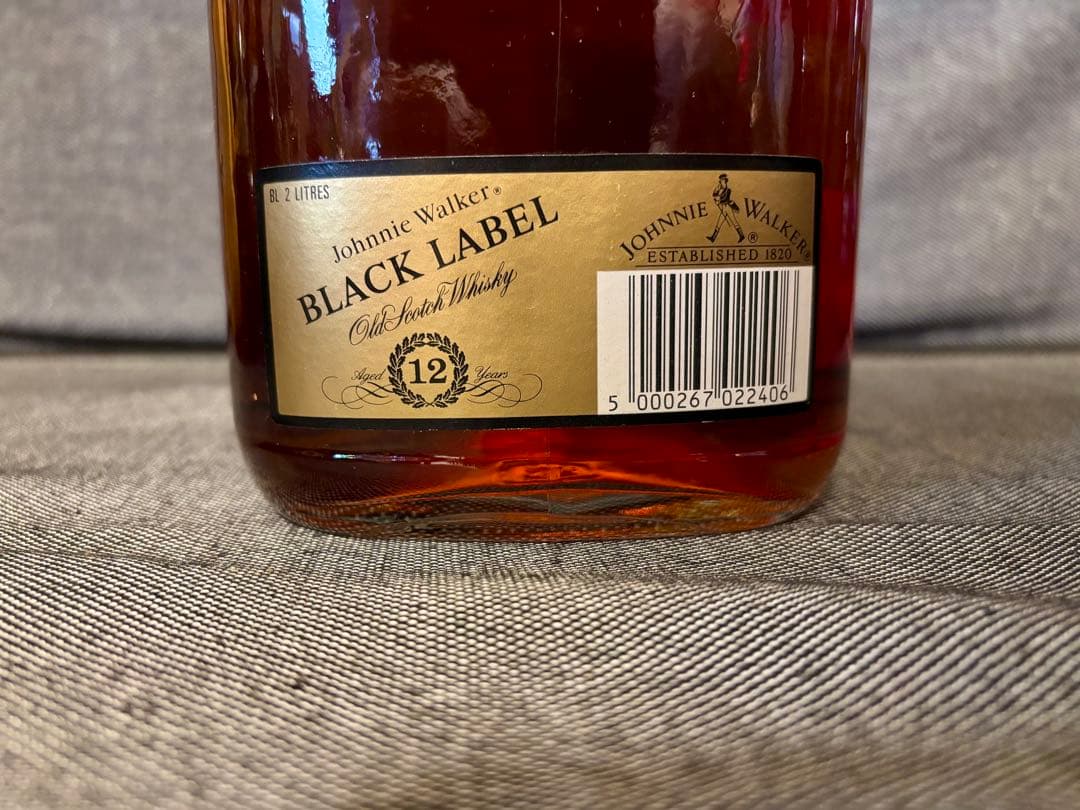 BL 2 LITRES
Johnnie Walker®
BLACK LABEL
Old Scotch Whisky
Aged 12 Years
JOHNNIE WALKER®
®
ESTABLISHED 1820
5 000267 022406